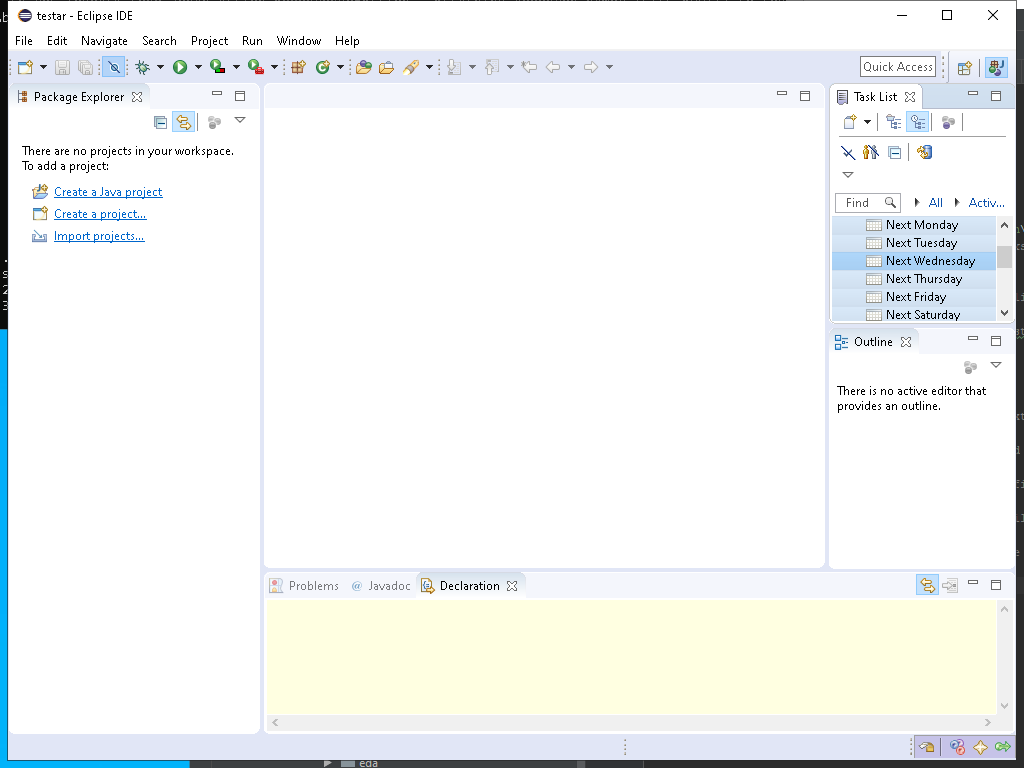 testar - Eclipse IDE
File Edit Navigate Search Project Run Window Help
Quick Access
Package Explorer
There are no projects in your workspace.
To add a project:
Create a Java project
Create a project...
Import projects...
Task List
Find All Activ...
Next Monday
Next Tuesday
Next Wednesday
Next Thursday
Next Friday
Next Saturday
Outline
There is no active editor that
provides an outline.
Problems @ Javadoc Declaration
eda